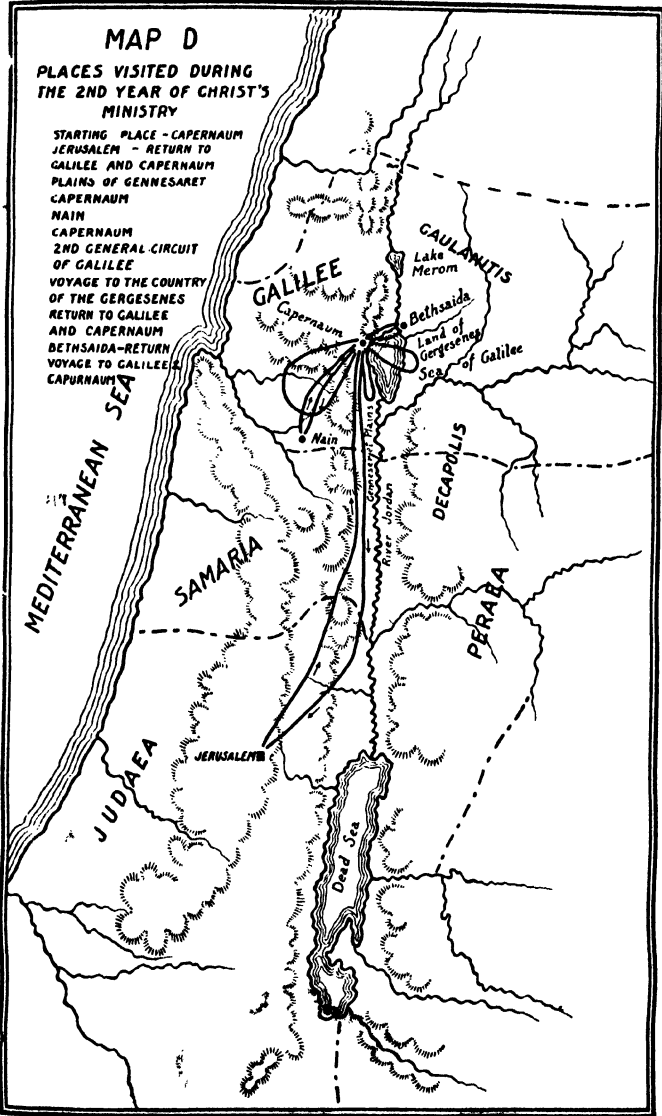 MAP D
PLACES VISITED DURING
THE 2ND YEAR OF CHRIST'S
MINISTRY
STARTING PLACE - CAPERNAUM
JERUSALEM - RETURN TO
GALILEE AND CAPERNAUM
PLAINS OF GENNESARET
CAPERNAUM
NAIN
CAPERNAUM
2ND GENERAL CIRCUIT
OF GALILEE
VOYAGE TO THE COUNTRY
OF THE GERGESENES
RETURN TO GALILEE
AND CAPERNAUM
BETHSAIDA-RETURN
VOYAGE TO GALILEE &
CAPURNAUM
MEDITERRANEAN SEA
GALILEE
Capernaum
GAULANITIS
Lake
Merom
Bethsaida
Land of
Gergesenes
Sea of Galilee
Nain
Genneseret Plains
River Jordan
DECAPOLIS
SAMARIA
PERAEA
JERUSALEM
JUDAEA
Dead Sea